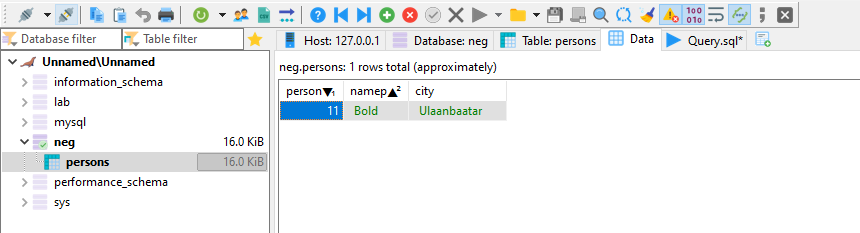 Database filter Table filter
Host: 127.0.0.1 Database: neg Table: persons Data Query.sql*
Unnamed\Unnamed
information_schema
lab
mysql
neg 16.0 KiB
persons 16.0 KiB
performance_schema
sys
neg.persons: 1 rows total (approximately)
person 1 namep 2 city
11 Bold Ulaanbaatar